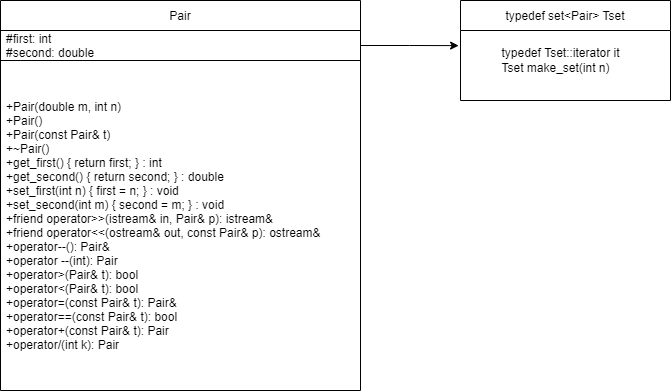 Pair
#first: int
#second: double
+Pair(double m, int n)
+Pair()
+Pair(const Pair& t)
+~Pair()
+get_first() { return first; } : int
+get_second() { return second; } : double
+set_first(int n) { first = n; } : void
+set_second(int m) { second = m; } : void
+friend operator>>(istream& in, Pair& p): istream&
+friend operator<<(ostream& out, const Pair& p): ostream&
+operator--(): Pair&
+operator --(int): Pair
+operator>(Pair& t): bool
+operator<(Pair& t): bool
+operator=(const Pair& t): Pair&
+operator==(const Pair& t): bool
+operator+(const Pair& t): Pair
+operator/(int k): Pair
typedef set<Pair> Tset
typedef Tset::iterator it
Tset make_set(int n)